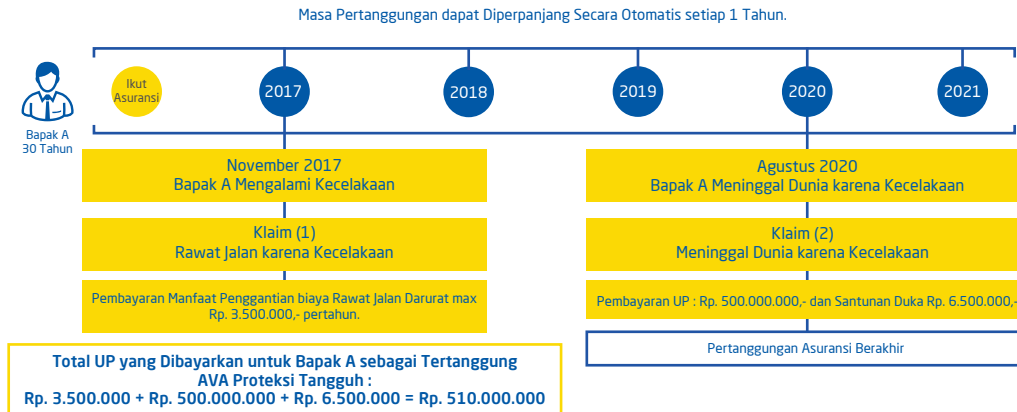 Masa Pertanggungan dapat Diperpanjang Secara Otomatis setiap 1 Tahun.
Ikut
Asuransi
2017
2018
2019
2020
2021
Bapak A
30 Tahun
November 2017
Bapak A Mengalami Kecelakaan
Agustus 2020
Bapak A Meninggal Dunia karena Kecelakaan
Klaim (1)
Rawat Jalan karena Kecelakaan
Klaim (2)
Meninggal Dunia karena Kecelakaan
Pembayaran Manfaat Penggantian biaya Rawat Jalan Darurat max
Rp. 3.500.000,- pertahun.
Pembayaran UP : Rp. 500.000.000,- dan Santunan Duka Rp. 6.500.000,-
Pertanggungan Asuransi Berakhir
Total UP yang Dibayarkan untuk Bapak A sebagai Tertanggung
AVA Proteksi Tangguh :
Rp. 3.500.000 + Rp. 500.000.000 + Rp. 6.500.000 = Rp. 510.000.000